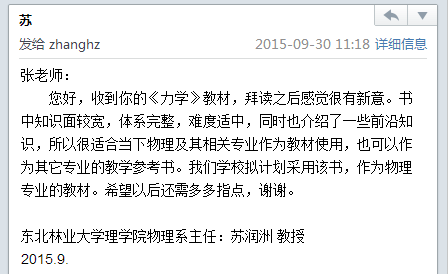 苏
发给 zhanghz
2015-09-30 11:18 详细信息
张老师：
您好，收到你的《力学》教材，拜读之后感觉很有新意。书
中知识面较宽，体系完整，难度适中，同时也介绍了一些前沿知
识，所以很适合当下物理及其相关专业作为教材使用，也可以作
为其它专业的教学参考书。我们学校拟计划采用该书，作为物理
专业的教材。希望以后还需多多指点，谢谢。
东北林业大学理学院物理系主任：苏润洲 教授
2015.9.